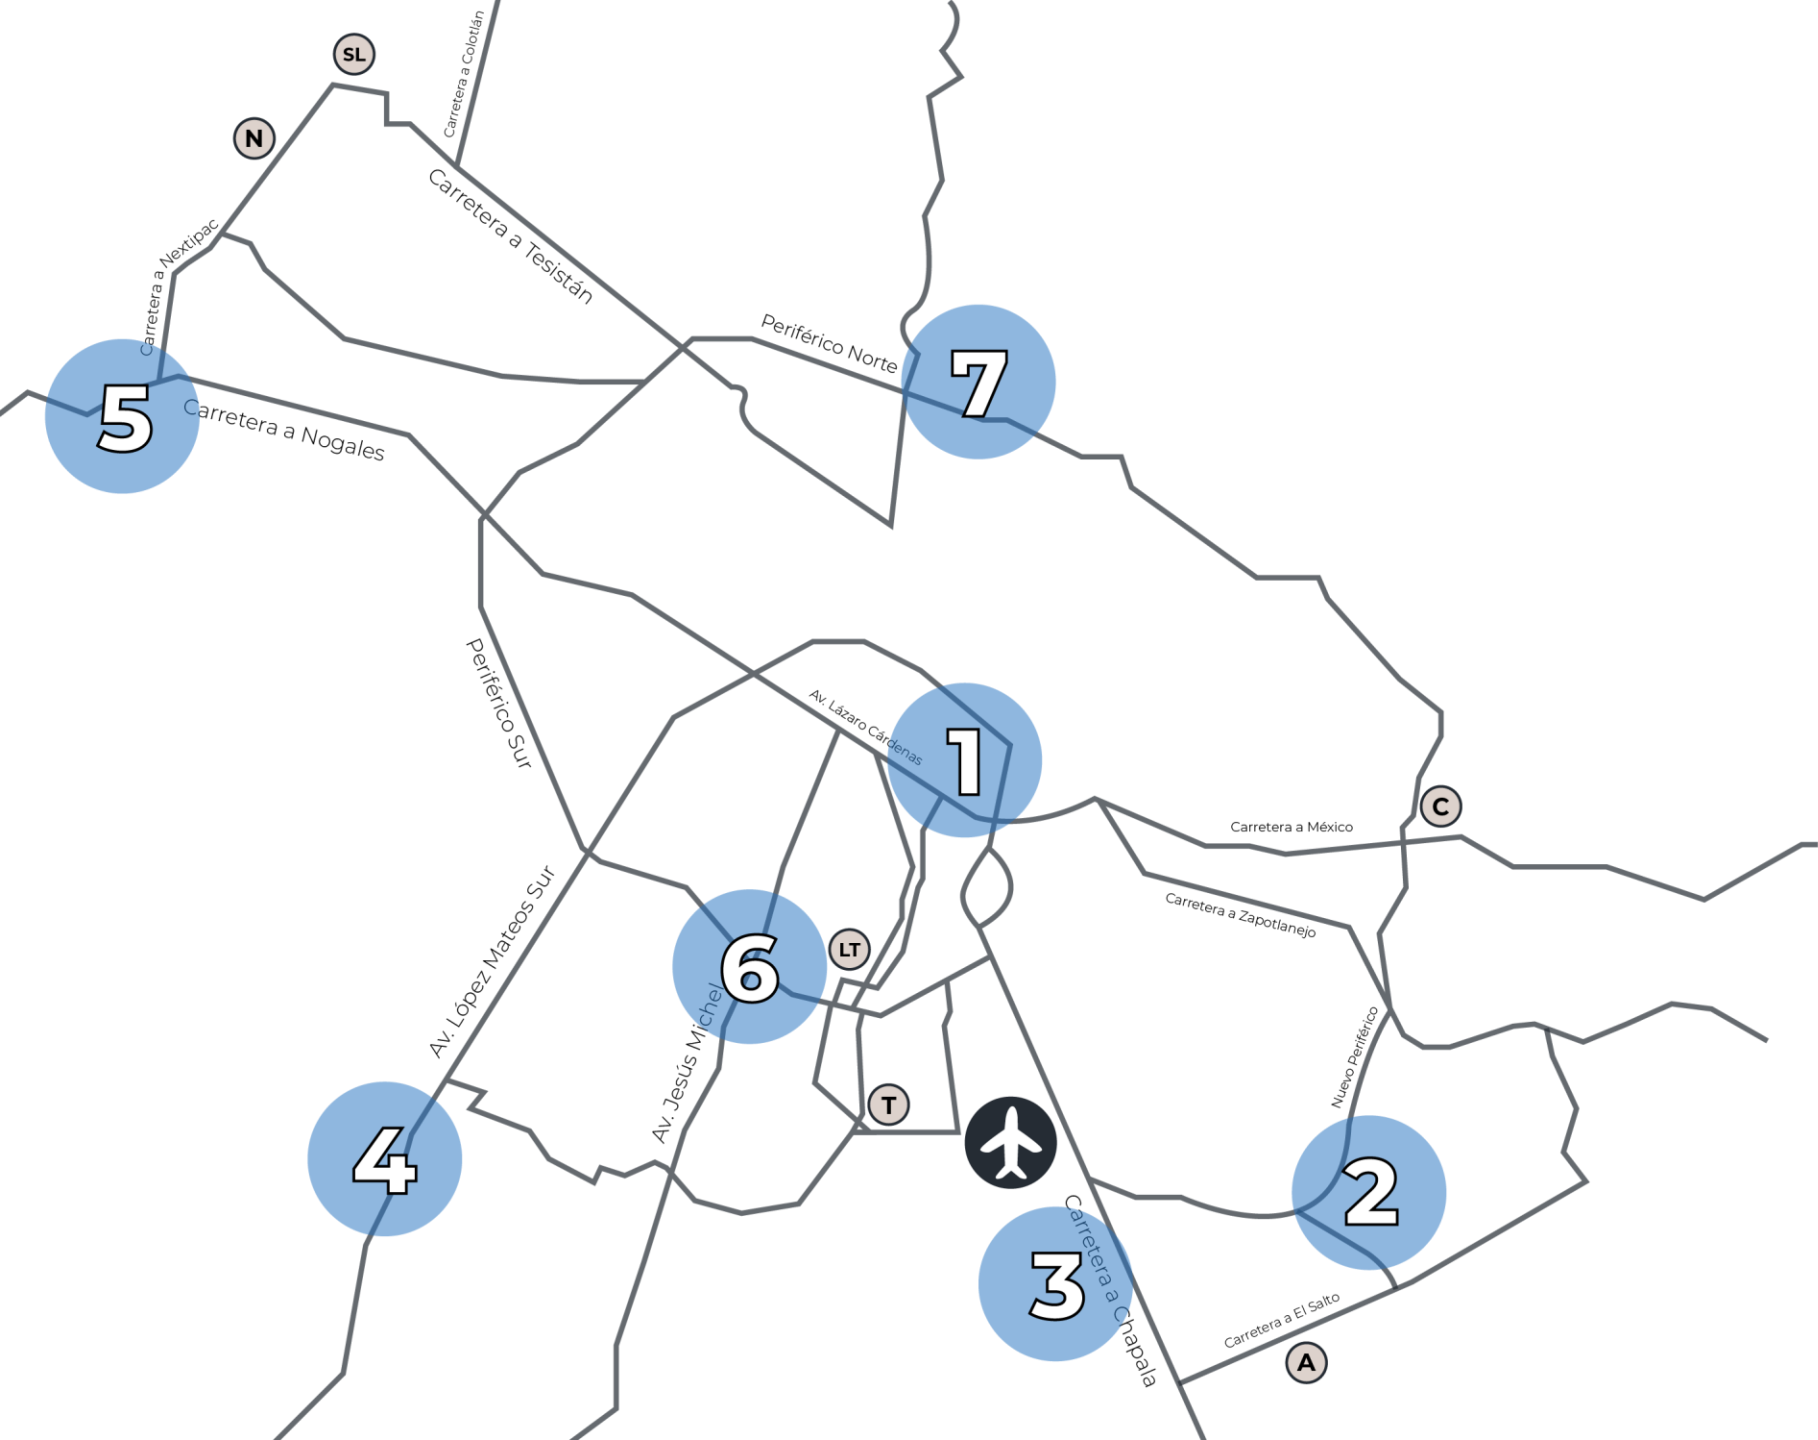 SL
Carretera a Colotlán
N
Carretera a Tesistán
Carretera a Nextipac
Periférico Norte
7
5
Carretera a Nogales
Periférico Sur
Av. Lázaro Cárdenas
1
C
Carretera a México
Carretera a Zapotlanejo
Av. López Mateos Sur
6
LT
Av. Jesús Michel
Nuevo Periférico
T
4
2
Carretera a Chapala
3
Carretera a El Salto
A